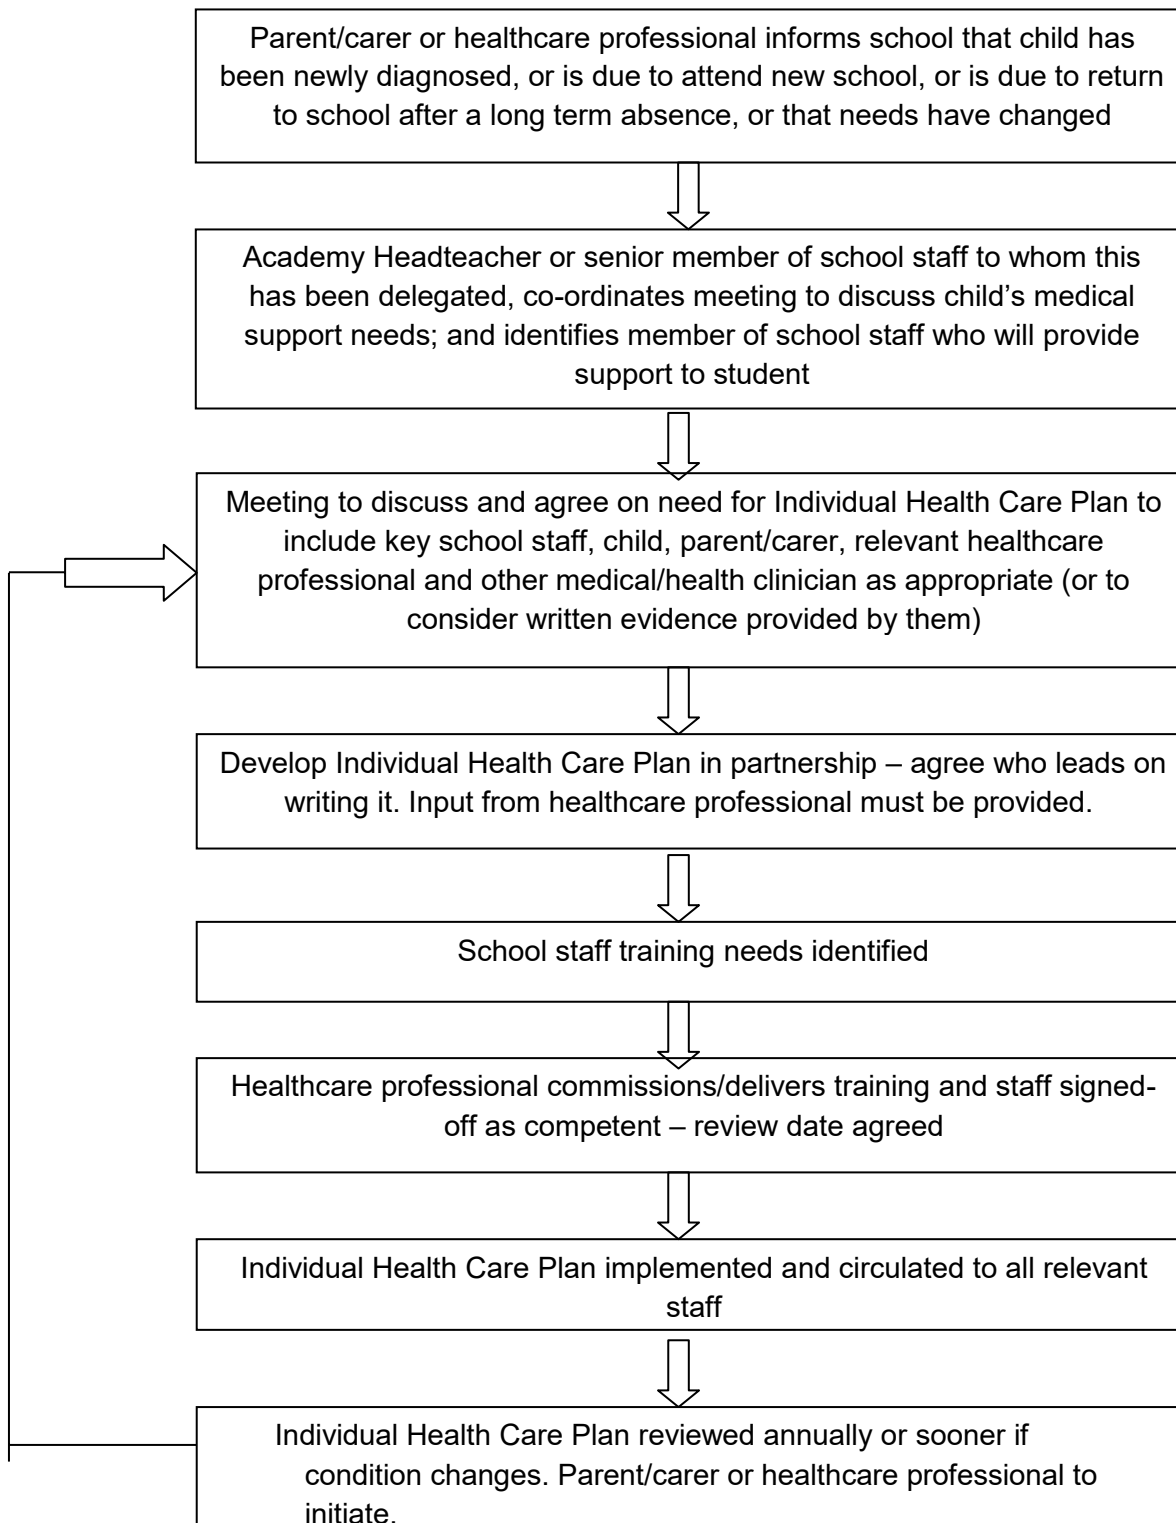 Parent/carer or healthcare professional informs school that child has
been newly diagnosed, or is due to attend new school, or is due to return
to school after a long term absence, or that needs have changed
Academy Headteacher or senior member of school staff to whom this
has been delegated, co-ordinates meeting to discuss child’s medical
support needs; and identifies member of school staff who will provide
support to student
Meeting to discuss and agree on need for Individual Health Care Plan to
include key school staff, child, parent/carer, relevant healthcare
professional and other medical/health clinician as appropriate (or to
consider written evidence provided by them)
Develop Individual Health Care Plan in partnership – agree who leads on
writing it. Input from healthcare professional must be provided.
School staff training needs identified
Healthcare professional commissions/delivers training and staff signed-
off as competent – review date agreed
Individual Health Care Plan implemented and circulated to all relevant
staff
Individual Health Care Plan reviewed annually or sooner if
condition changes. Parent/carer or healthcare professional to
initiate.